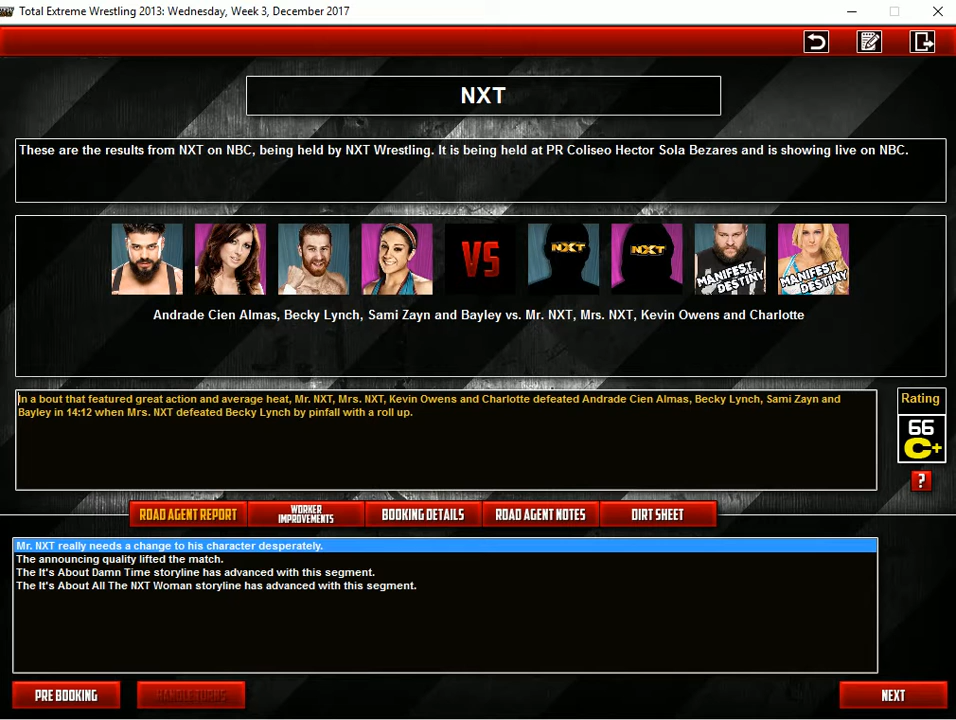 Total Extreme Wrestling 2013: Wednesday, Week 3, December 2017
NXT
These are the results from NXT on NBC, being held by NXT Wrestling. It is being held at PR Coliseo Hector Sola Bezares and is showing live on NBC.
VS
NXT
NXT
MANIFEST DESTINY
MANIFEST DESTINY
Andrade Cien Almas, Becky Lynch, Sami Zayn and Bayley vs. Mr. NXT, Mrs. NXT, Kevin Owens and Charlotte
In a bout that featured great action and average heat, Mr. NXT, Mrs. NXT, Kevin Owens and Charlotte defeated Andrade Cien Almas, Becky Lynch, Sami Zayn and
Bayley in 14:12 when Mrs. NXT defeated Becky Lynch by pinfall with a roll up.
Rating
66
C+
?
ROAD AGENT REPORT
WORKER
IMPROVEMENTS
BOOKING DETAILS
ROAD AGENT NOTES
DIRT SHEET
Mr. NXT really needs a change to his character desperately.
The announcing quality lifted the match.
The It's About Damn Time storyline has advanced with this segment.
The It's About All The NXT Woman storyline has advanced with this segment.
PRE BOOKING
HANDLE TURNS
NEXT